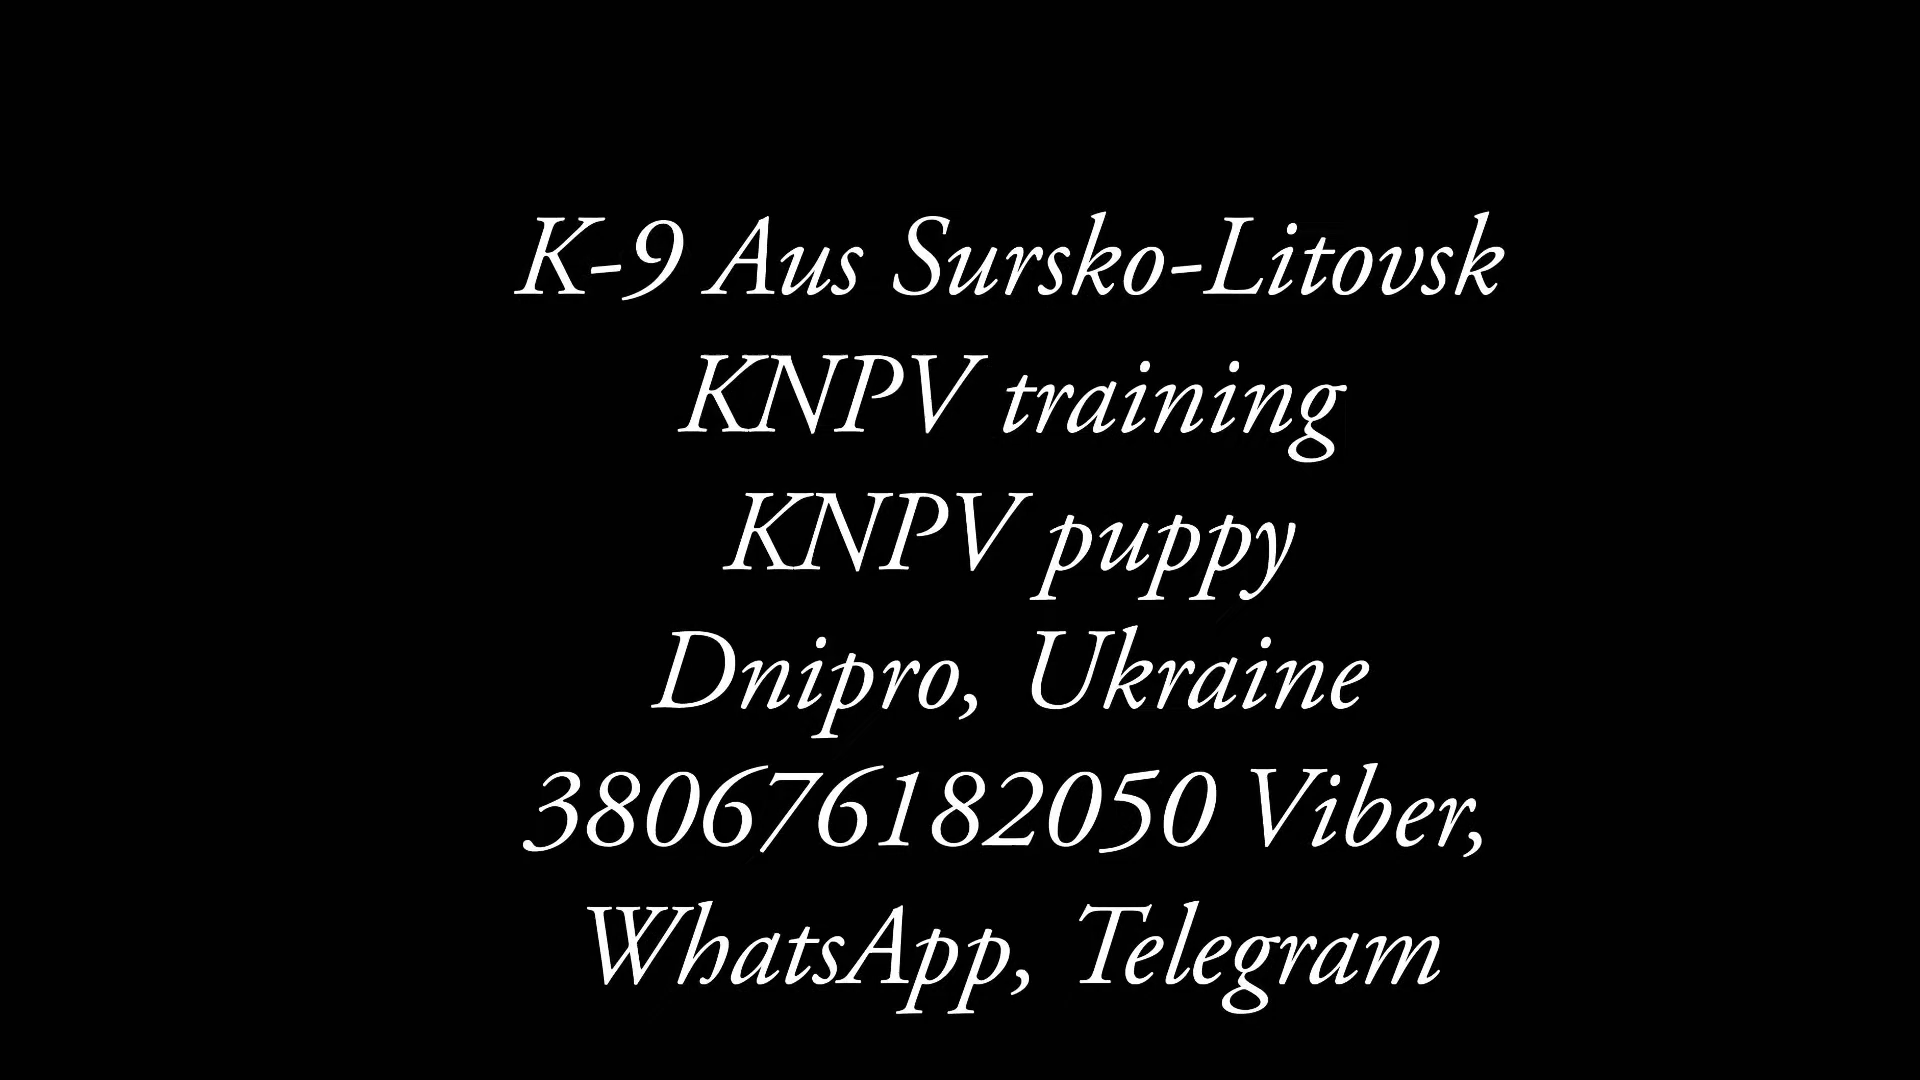 K-9 Aus Sursko-Litovsk
KNPV training
KNPV puppy
Dnipro, Ukraine
380676182050 Viber,
WhatsApp, Telegram